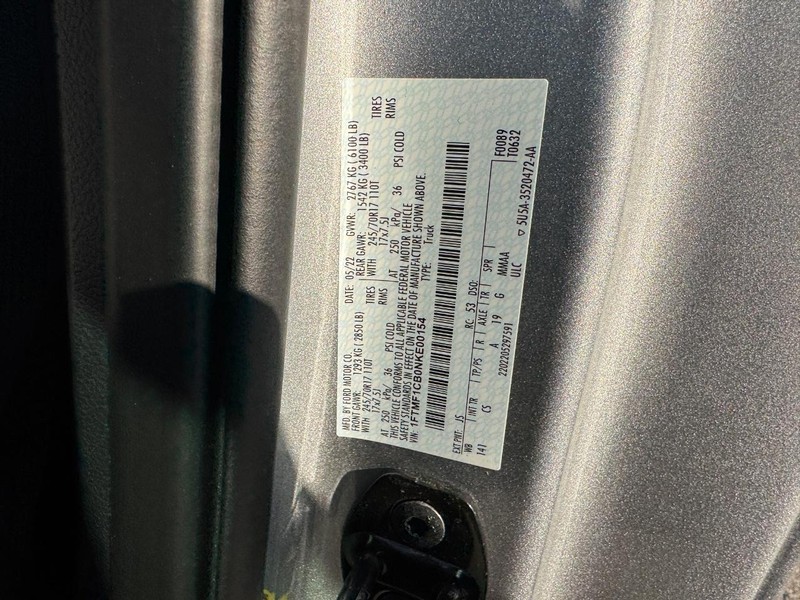 MFD. BY FORD MOTOR CO.
DATE: 05/22 GVWR: 2767 KG ( 6100 LB)
FRONT GAWR: 1293 KG ( 2850 LB) REAR GAWR: 1542 KG ( 3400 LB)
WITH 245/70R17 110T TIRES WITH 245/70R17 110T TIRES
17x7.5J RIMS 17x7.5J RIMS
AT 250 kPa/ 36 PSI COLD AT 250 kPa/ 36 PSI COLD
THIS VEHICLE CONFORMS TO ALL APPLICABLE FEDERAL MOTOR VEHICLE
SAFETY STANDARDS IN EFFECT ON THE DATE OF MANUFACTURE SHOWN ABOVE.
VIN: 1FTMF1CB0NKE00154 TYPE: Truck
EXT PNT: JS RC: 53 DSO: F0089
WB INT TR TP/PS R AXLE TR SPR T0632
141 CS A 19 G MMAA
2202205297591 ULC ▽ 5U5A-3520472-AA